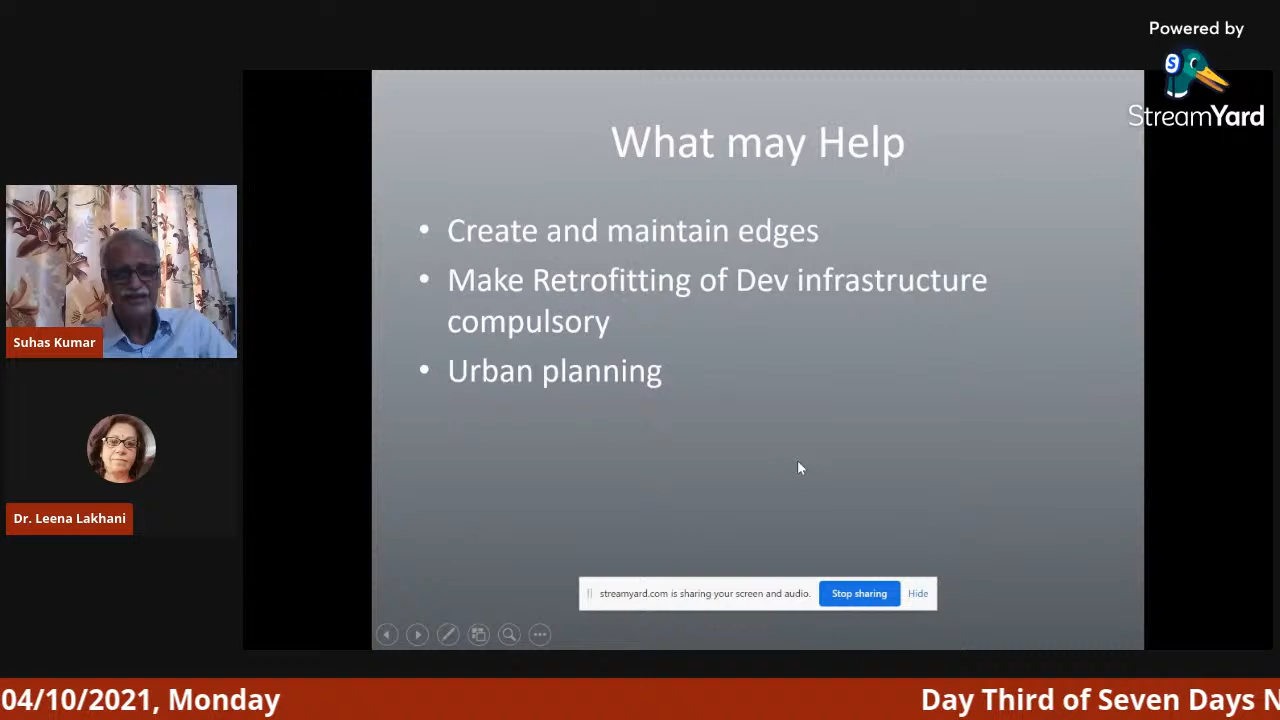 Powered by
StreamYard
What may Help
• Create and maintain edges
• Make Retrofitting of Dev infrastructure
compulsory
• Urban planning
Suhas Kumar
Dr. Leena Lakhani
streamyard.com is sharing your screen and audio.
Stop sharing
Hide
04/10/2021, Monday
Day Third of Seven Days N